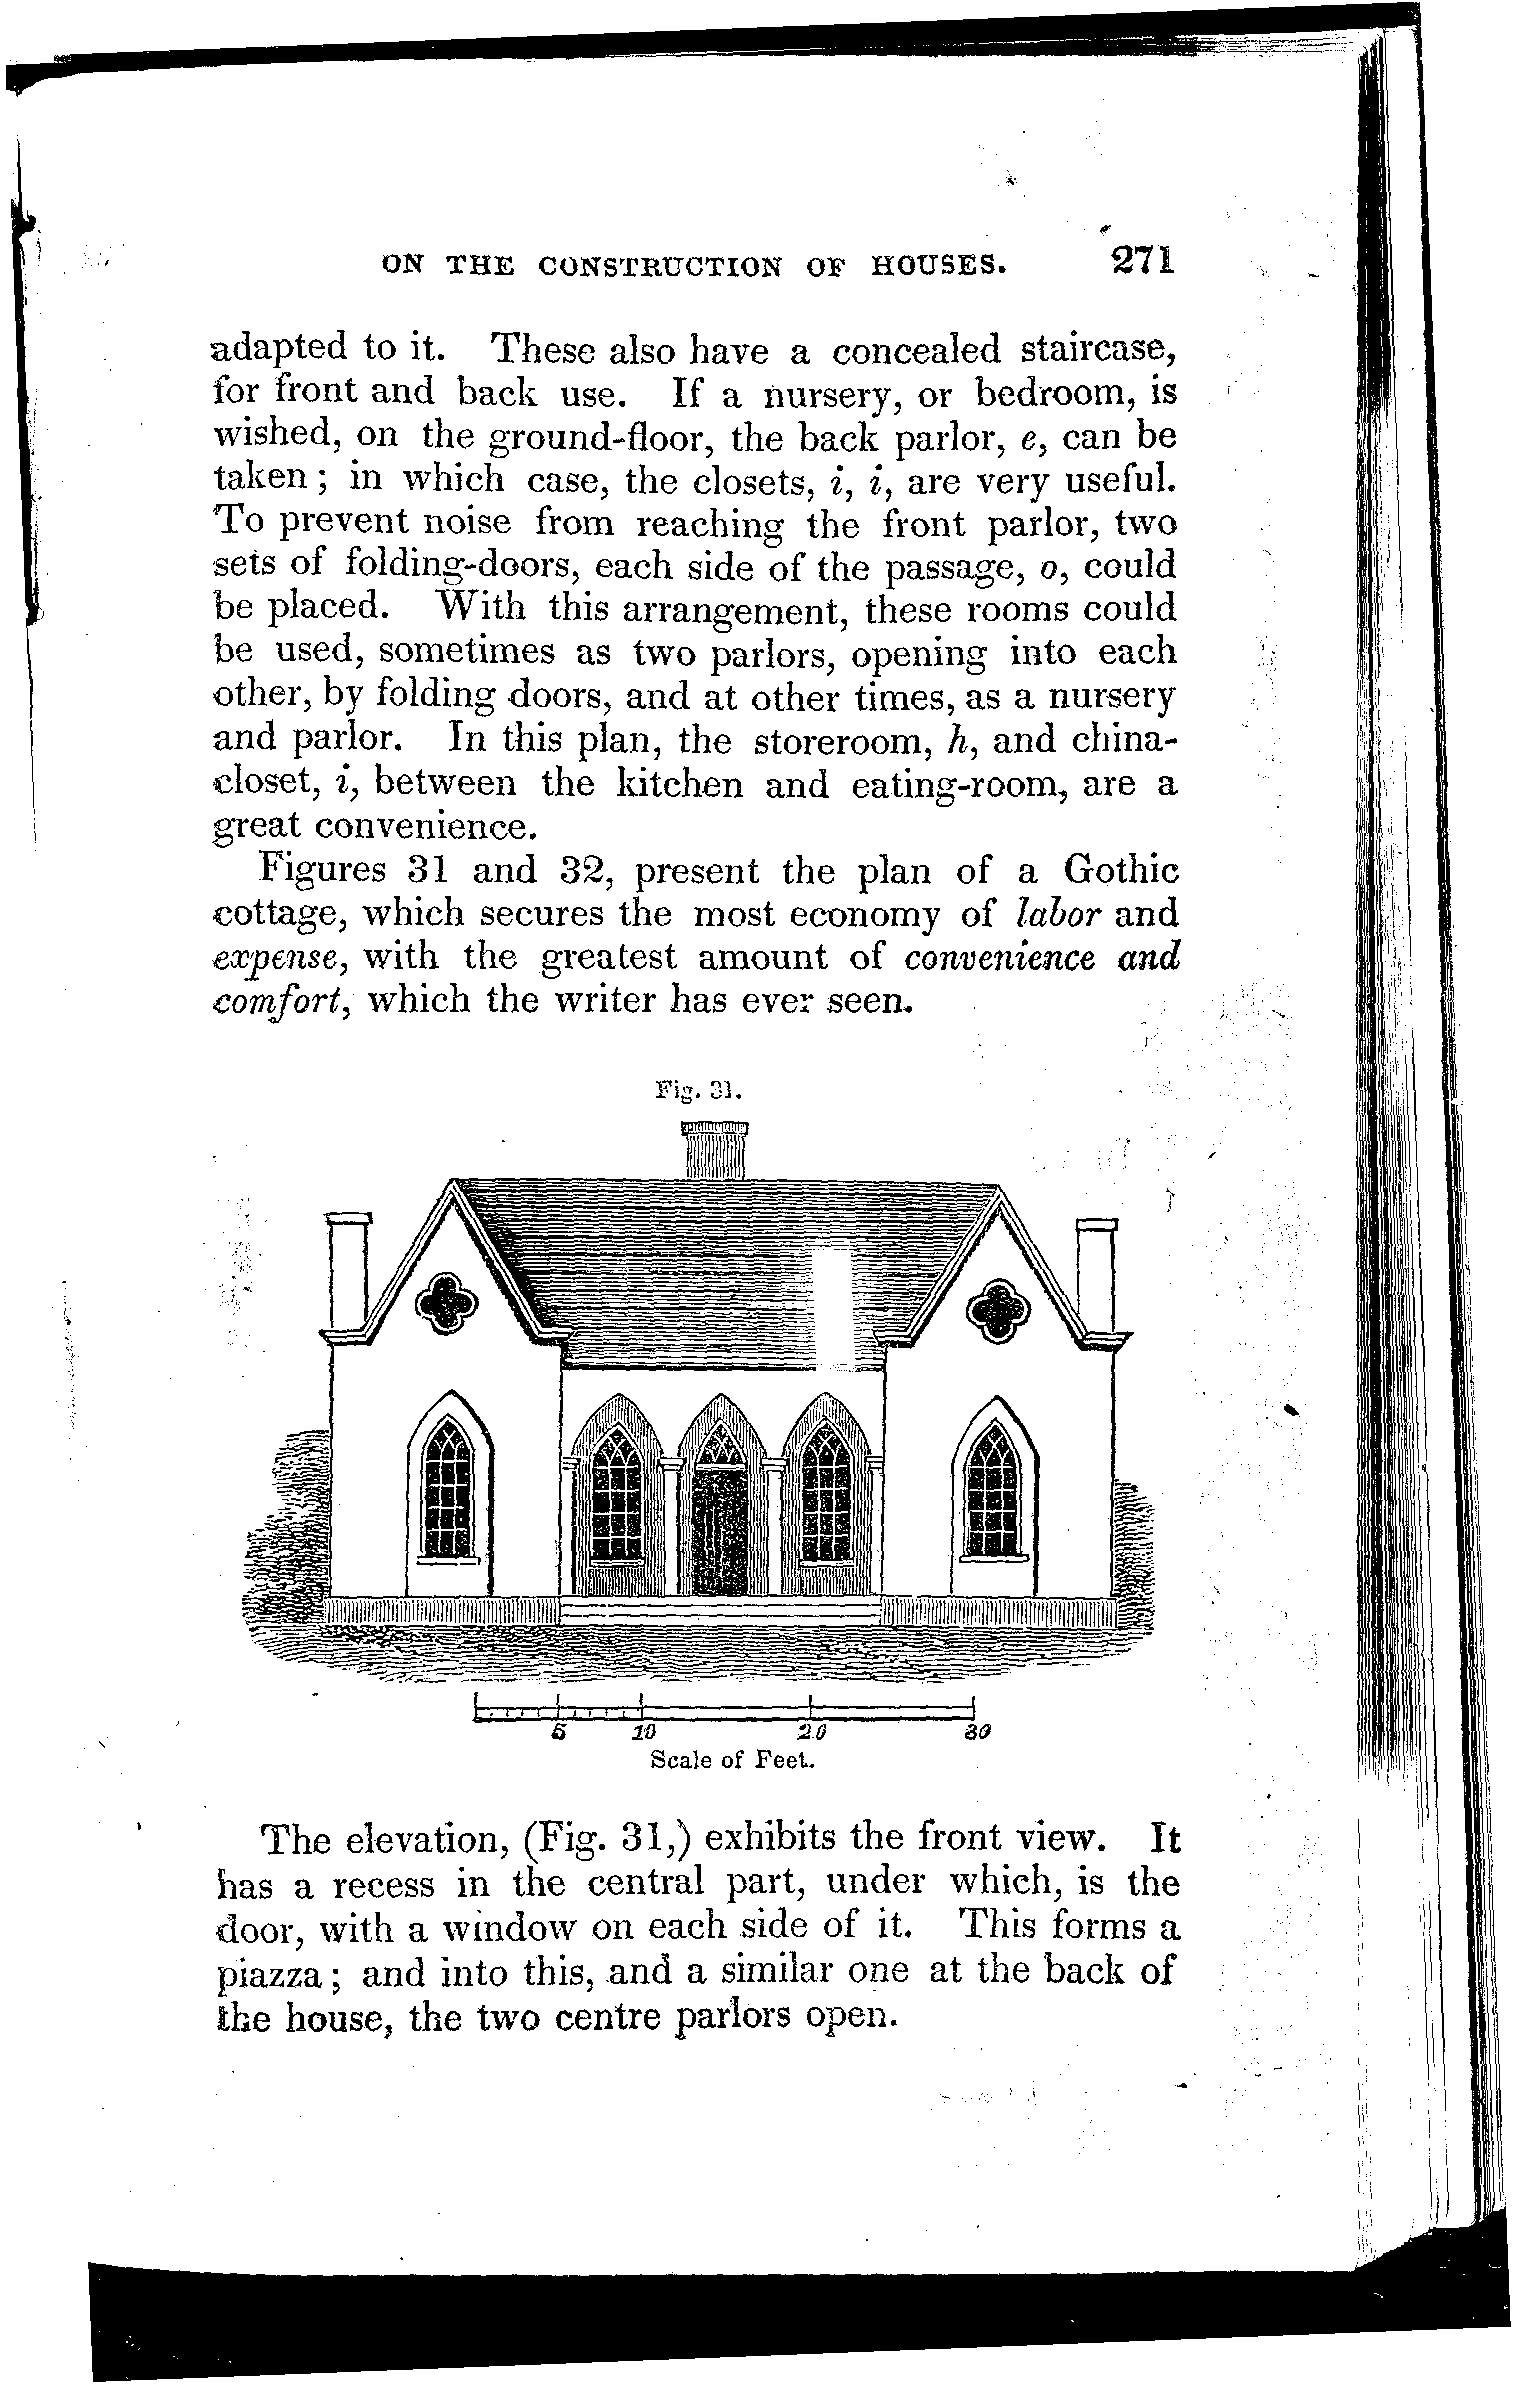 ON THE CONSTRUCTION OF HOUSES. 271
adapted to it. These also have a concealed staircase,
for front and back use. If a nursery, or bedroom, is
wished, on the ground-floor, the back parlor, e, can be
taken; in which case, the closets, i, i, are very useful.
To prevent noise from reaching the front parlor, two
sets of folding-doors, each side of the passage, o, could
be placed. With this arrangement, these rooms could
be used, sometimes as two parlors, opening into each
other, by folding doors, and at other times, as a nursery
and parlor. In this plan, the storeroom, h, and china-
closet, i, between the kitchen and eating-room, are a
great convenience.
Figures 31 and 32, present the plan of a Gothic
cottage, which secures the most economy of labor and
expense, with the greatest amount of convenience and
comfort, which the writer has ever seen.
Fig. 31.
5 10 20 30
Scale of Feet.
The elevation, (Fig. 31,) exhibits the front view. It
has a recess in the central part, under which, is the
door, with a window on each side of it. This forms a
piazza; and into this, and a similar one at the back of
the house, the two centre parlors open.